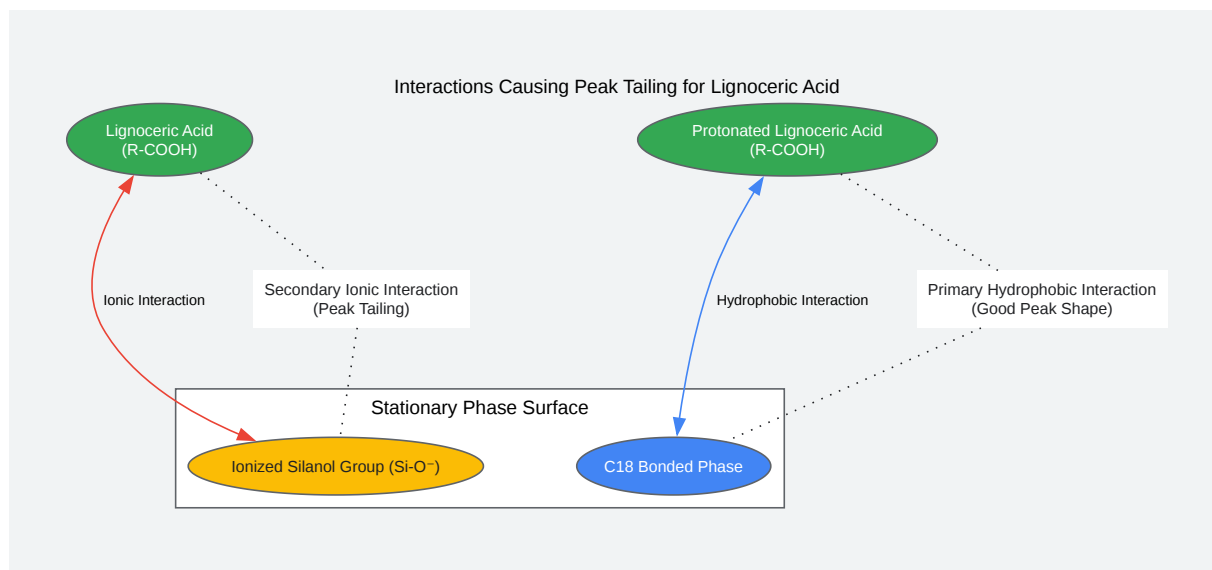 Interactions Causing Peak Tailing for Lignoceric Acid
Lignoceric Acid
(R-COOH)
Protonated Lignoceric Acid
(R-COOH)
Ionic Interaction
Secondary Ionic Interaction
(Peak Tailing)
Hydrophobic Interaction
Primary Hydrophobic Interaction
(Good Peak Shape)
Stationary Phase Surface
Ionized Silanol Group (Si-O⁻)
C18 Bonded Phase